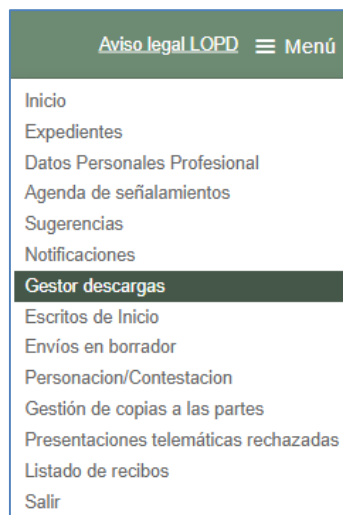 Aviso legal LOPD ☰ Menú
Inicio
Expedientes
Datos Personales Profesional
Agenda de señalamientos
Sugerencias
Notificaciones
Gestor descargas
Escritos de Inicio
Envíos en borrador
Personacion/Contestacion
Gestión de copias a las partes
Presentaciones telemáticas rechazadas
Listado de recibos
Salir